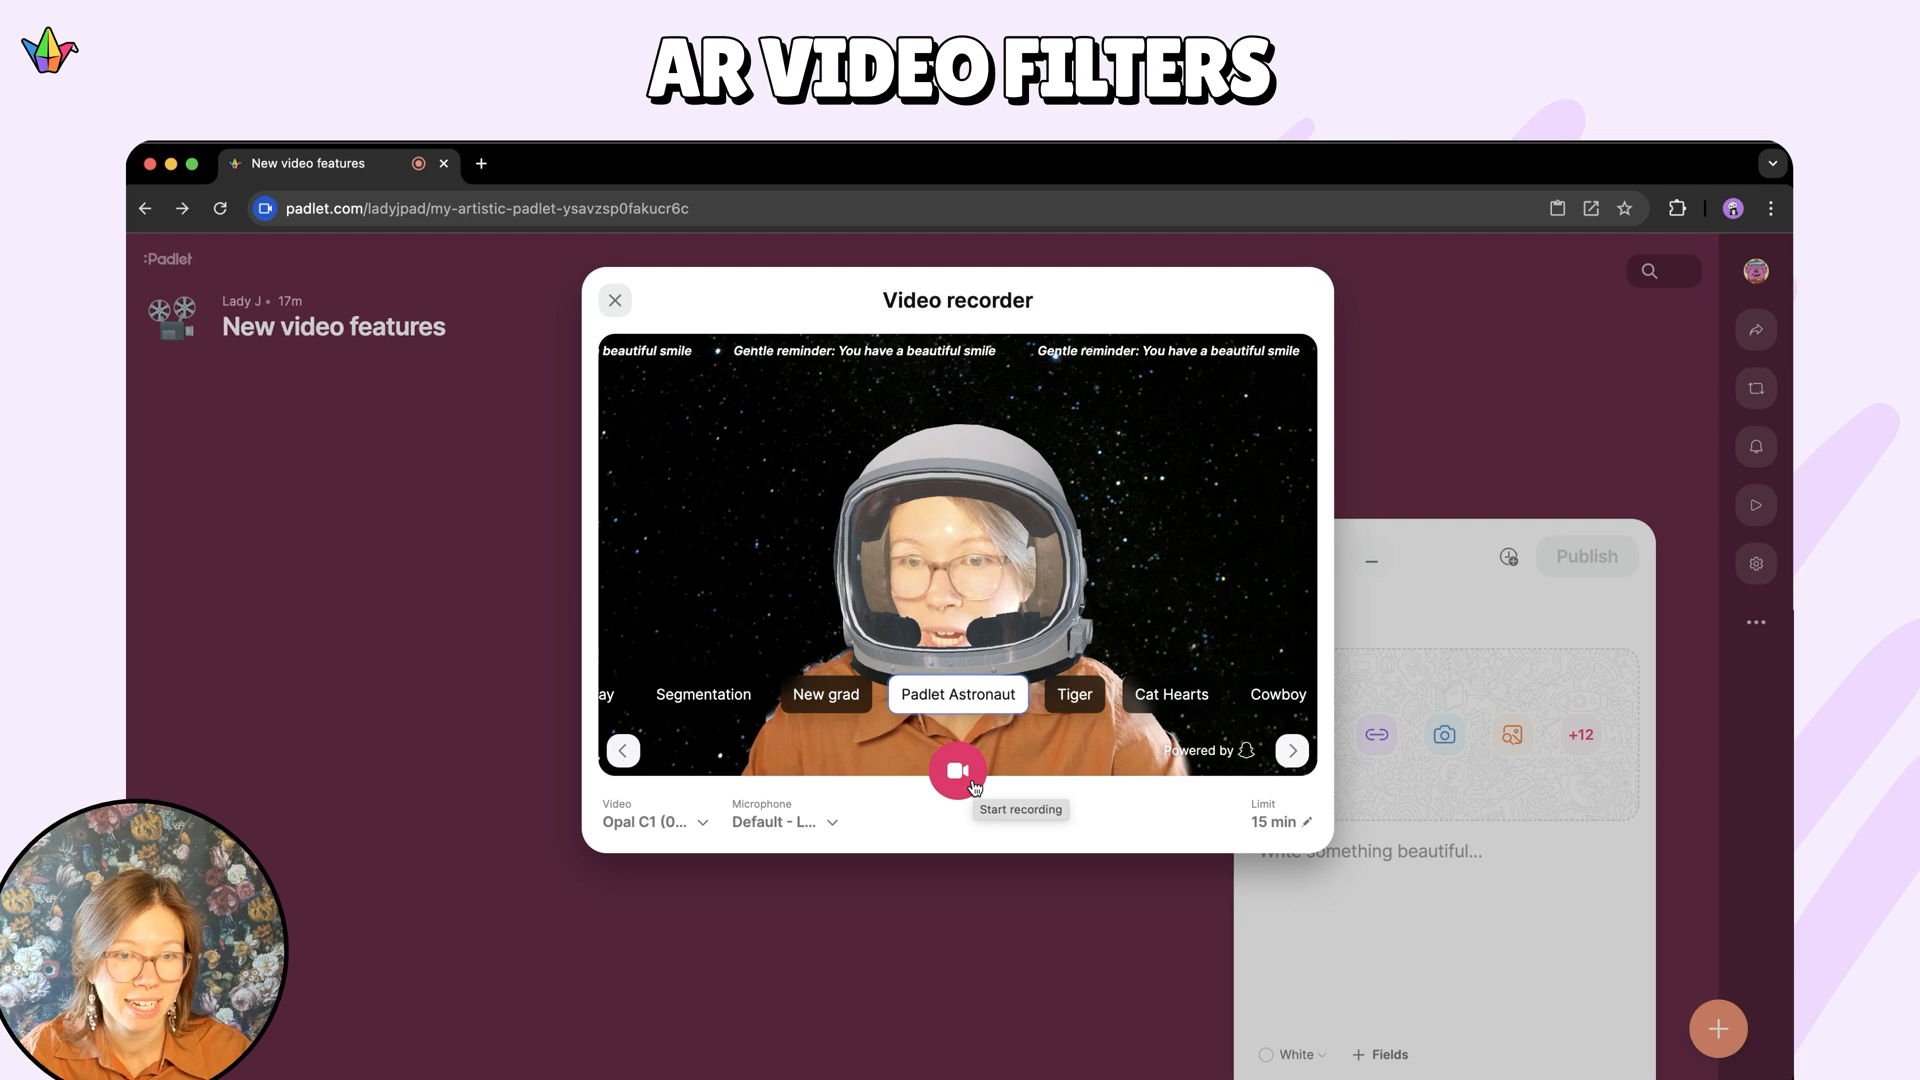 AR VIDEO FILTERS
New video features
padlet.com/ladyjpad/my-artistic-padlet-ysavzsp0fakucr6c
:Padlet
Lady J • 17m
New video features
Video recorder
beautiful smile • Gentle reminder: You have a beautiful smile Gentle reminder: You have a beautiful smile
Publish
ay Segmentation New grad Padlet Astronaut Tiger Cat Hearts Cowboy
+12
Powered by
Start recording
Video
Opal C1 (0...
Microphone
Default - L...
Limit
15 min
Write something beautiful...
White
+ Fields